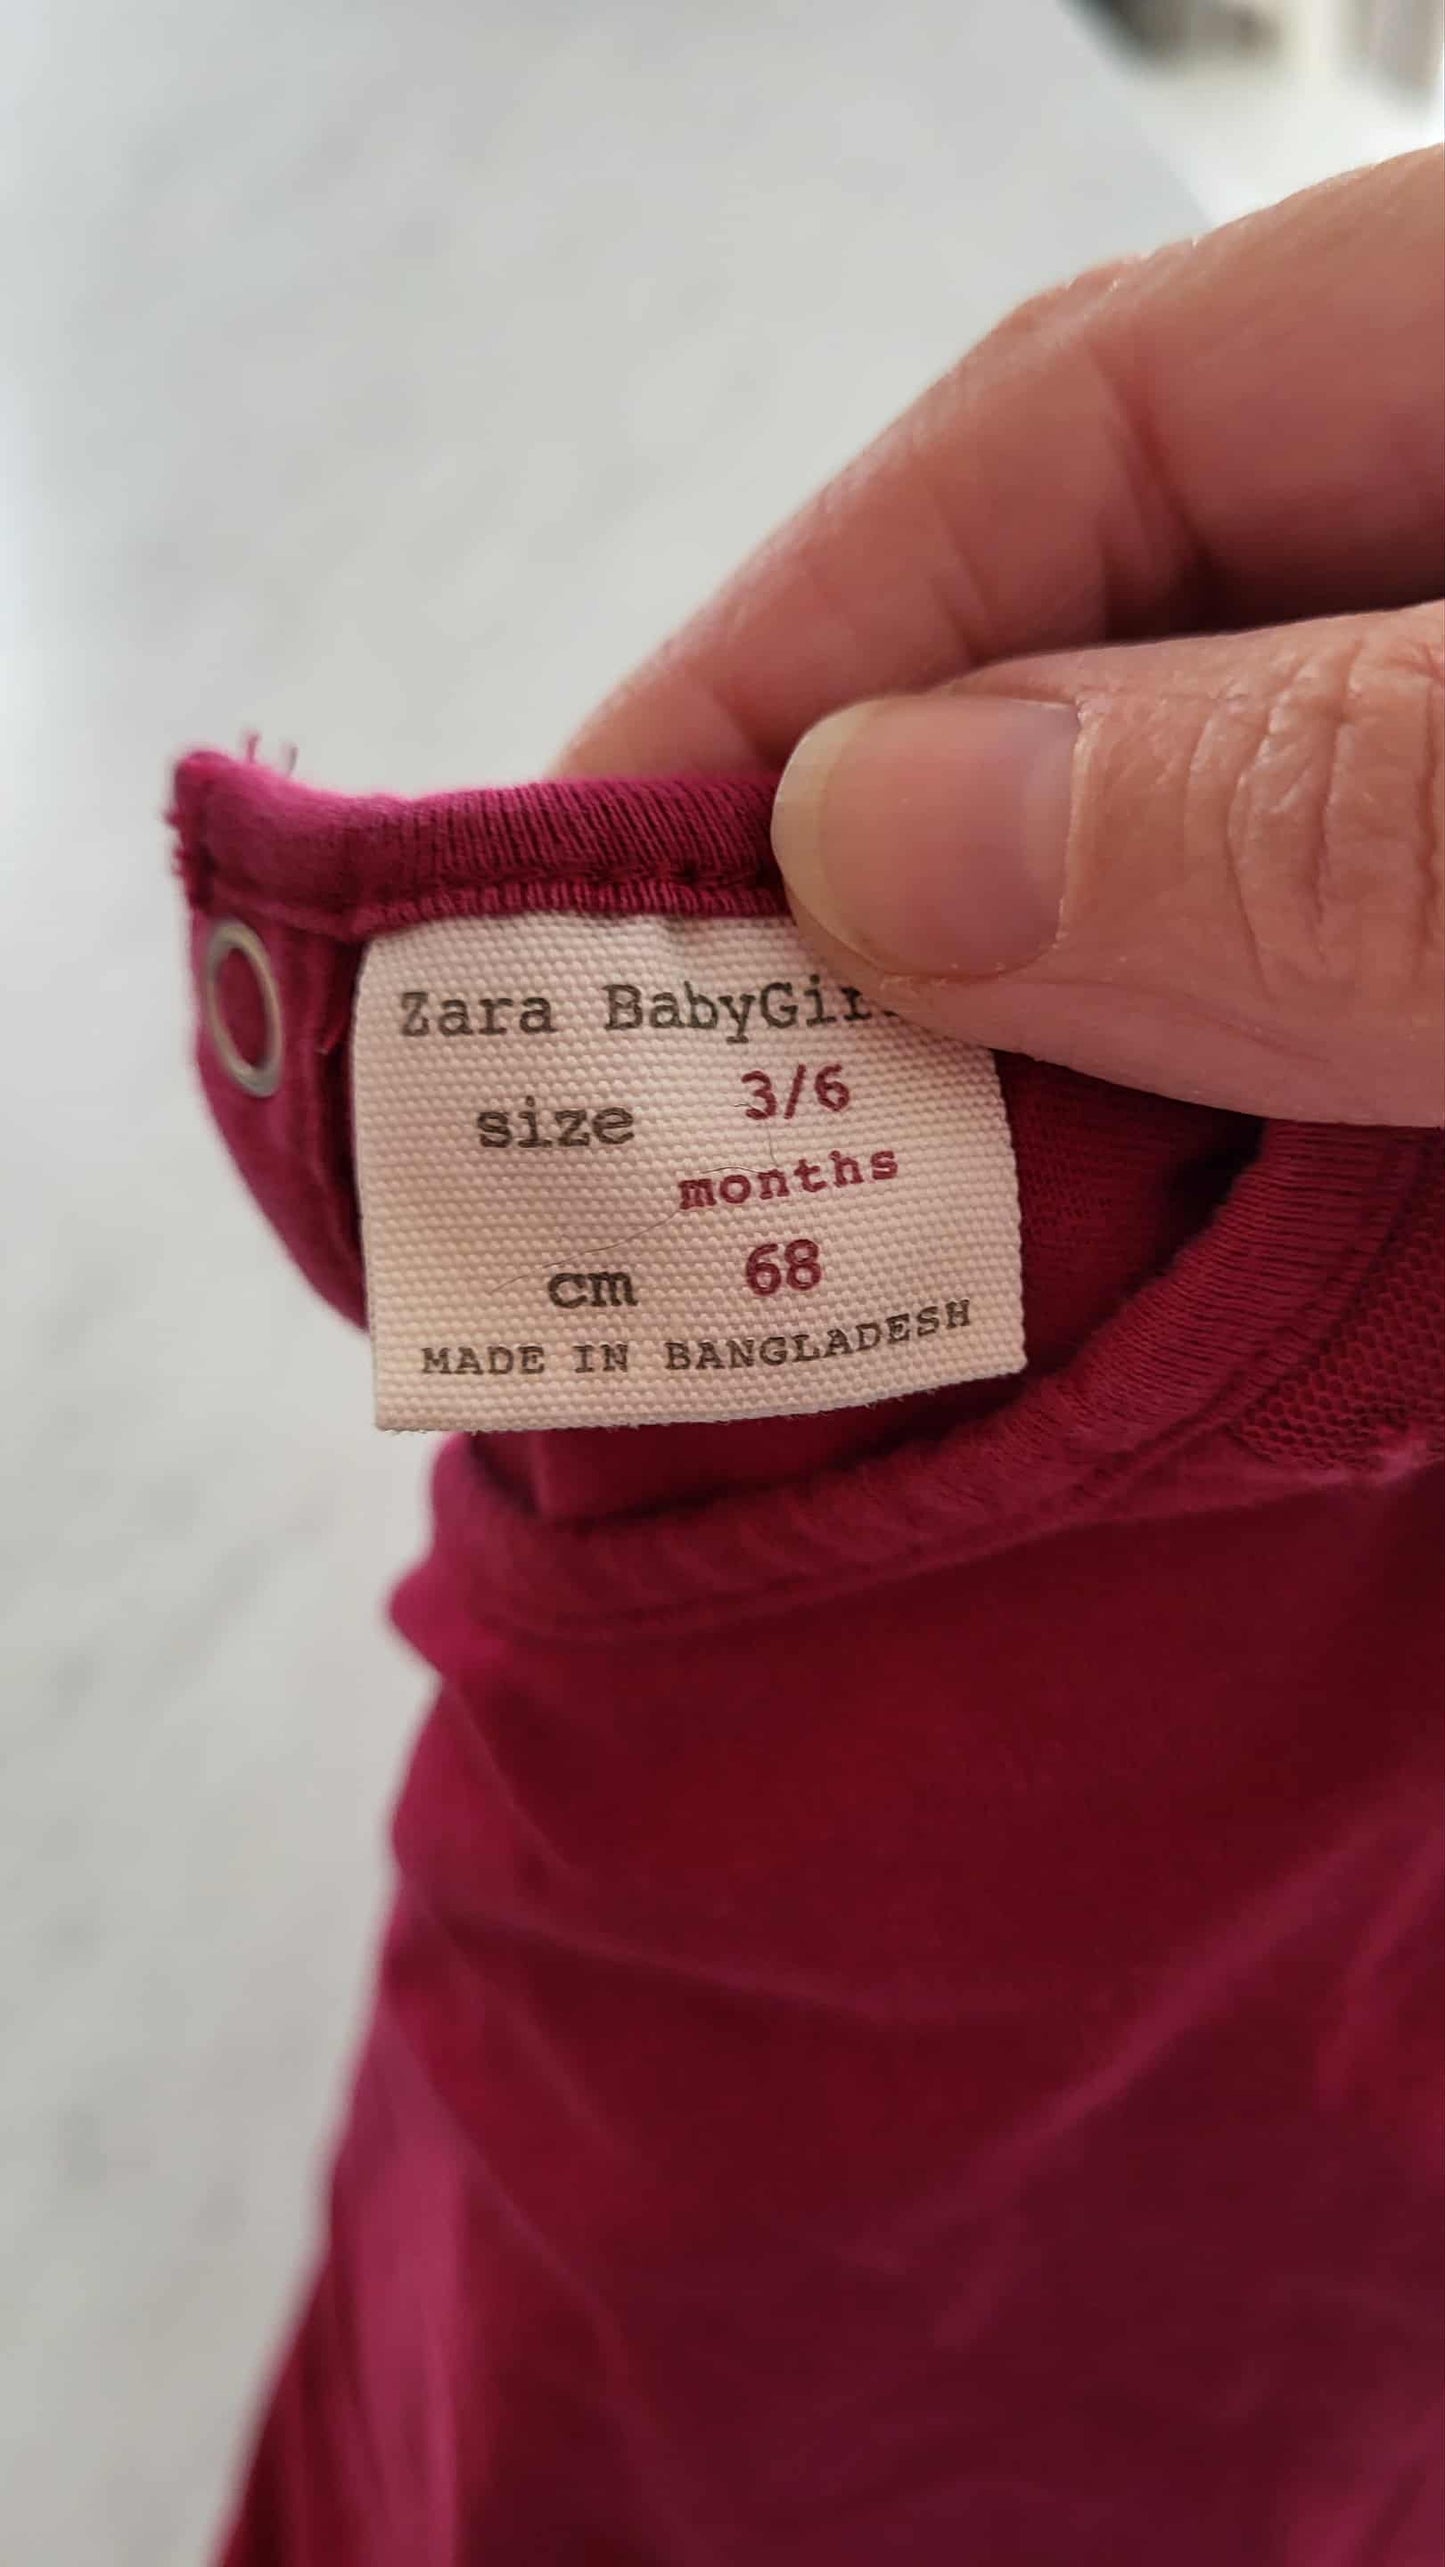 Zara BabyGir
size 3/6
months
cm 68
MADE IN BANGLADESH